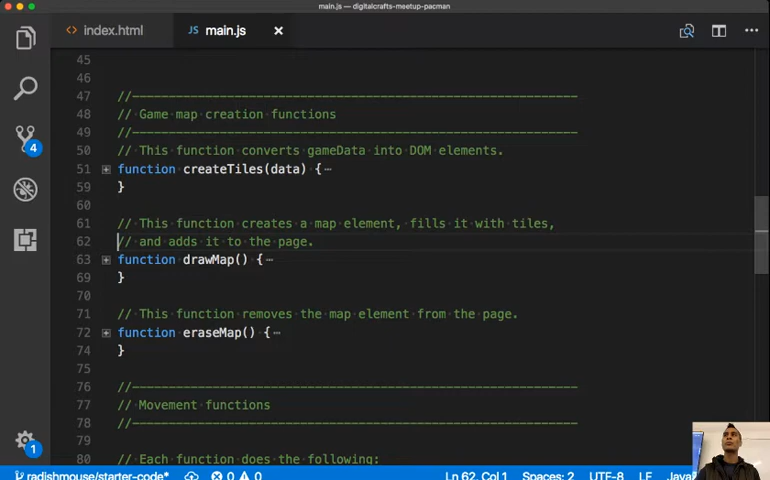 main.js — digitalcrafts-meetup-pacman
index.html
JS main.js ×
45
46
47 //------------------------------------------------------------
48 // Game map creation functions
49 //------------------------------------------------------------
50 // This function converts gameData into DOM elements.
51 function createTiles(data) {⋯
59 }
60
61 // This function creates a map element, fills it with tiles,
62 // and adds it to the page.
63 function drawMap() {⋯
69 }
70
71 // This function removes the map element from the page.
72 function eraseMap() {⋯
74 }
75
76 //------------------------------------------------------------
77 // Movement functions
78 //------------------------------------------------------------
79
80 // Each function does the following:
4
1
radishmouse/starter-code* 0 0 Ln 62, Col 1 Spaces: 2 UTF-8 LF